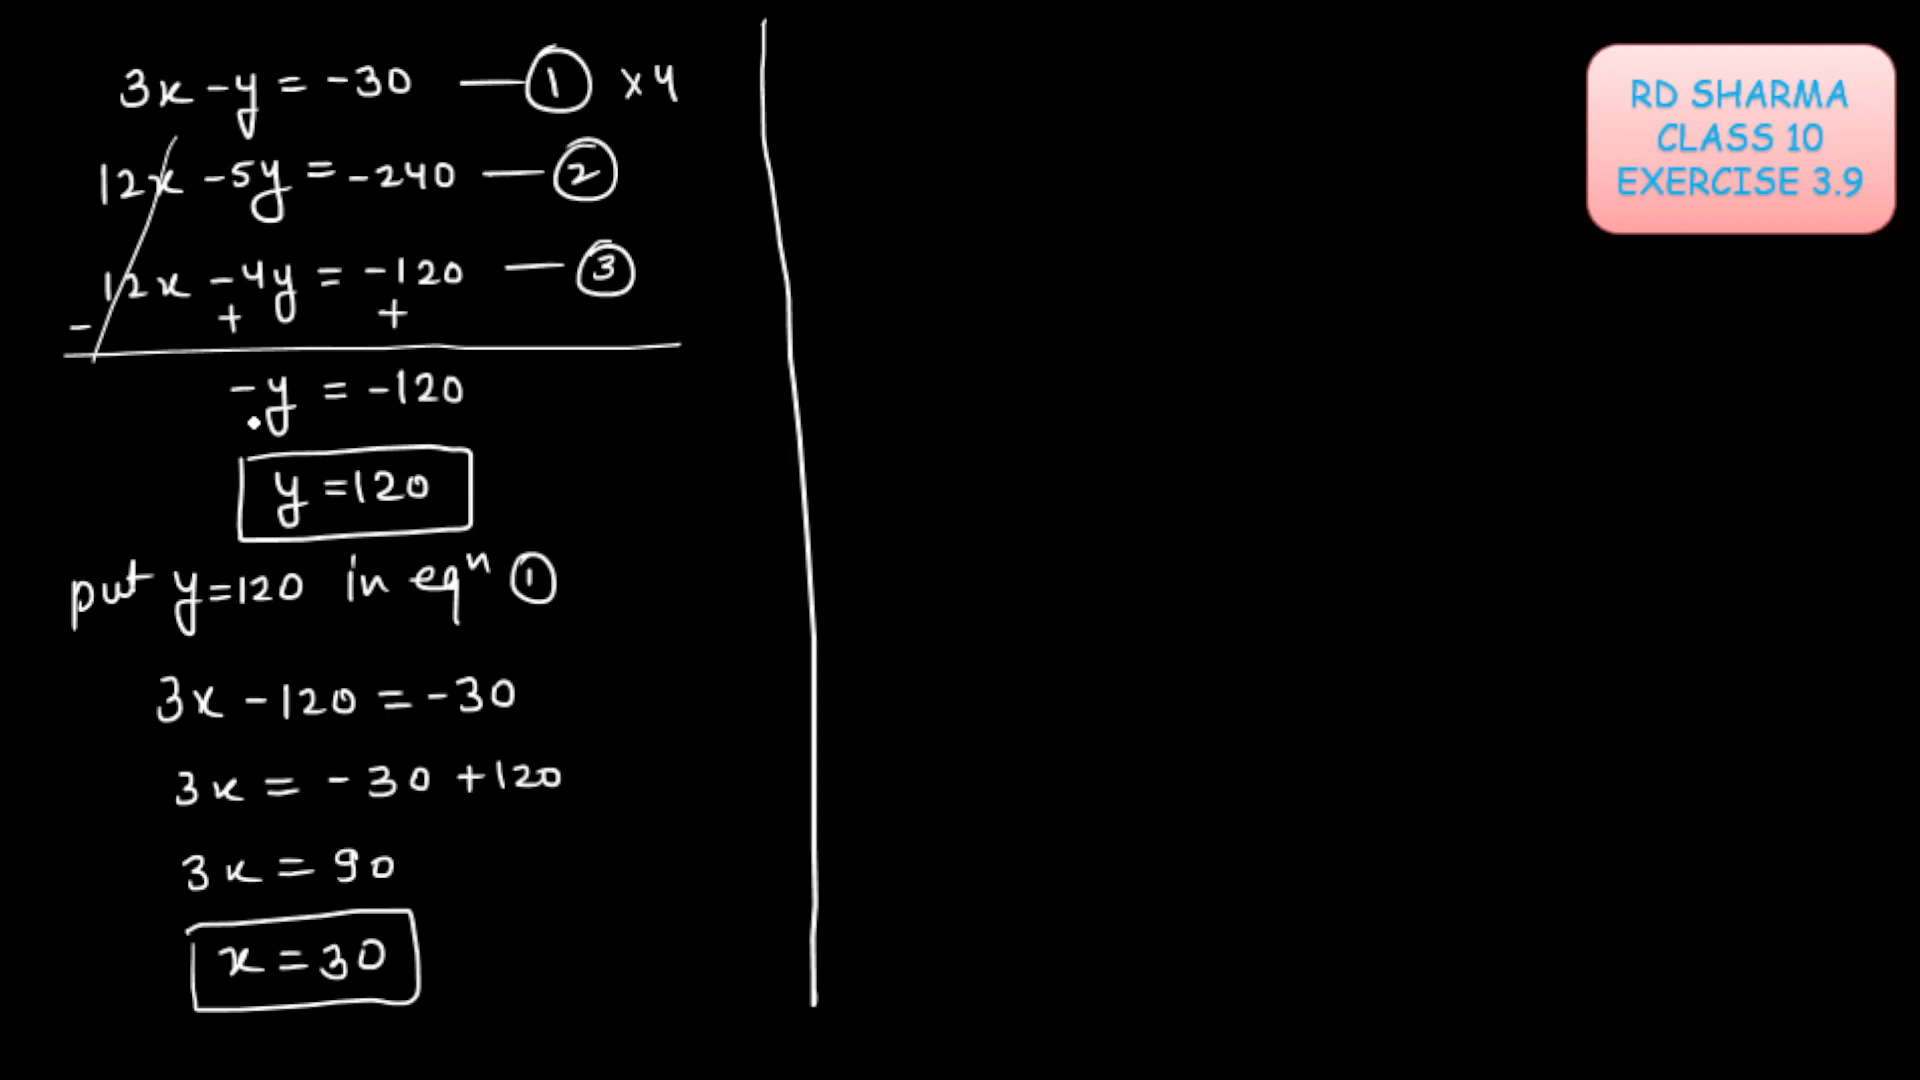 3x - y = -30 — ① × 4
12x - 5y = -240 — ②
12x - 4y = -120 — ③
- + +
-y = -120
y = 120
put y = 120 in eqⁿ ①
3x - 120 = -30
3x = -30 + 120
3x = 90
x = 30
RD SHARMA
CLASS 10
EXERCISE 3.9